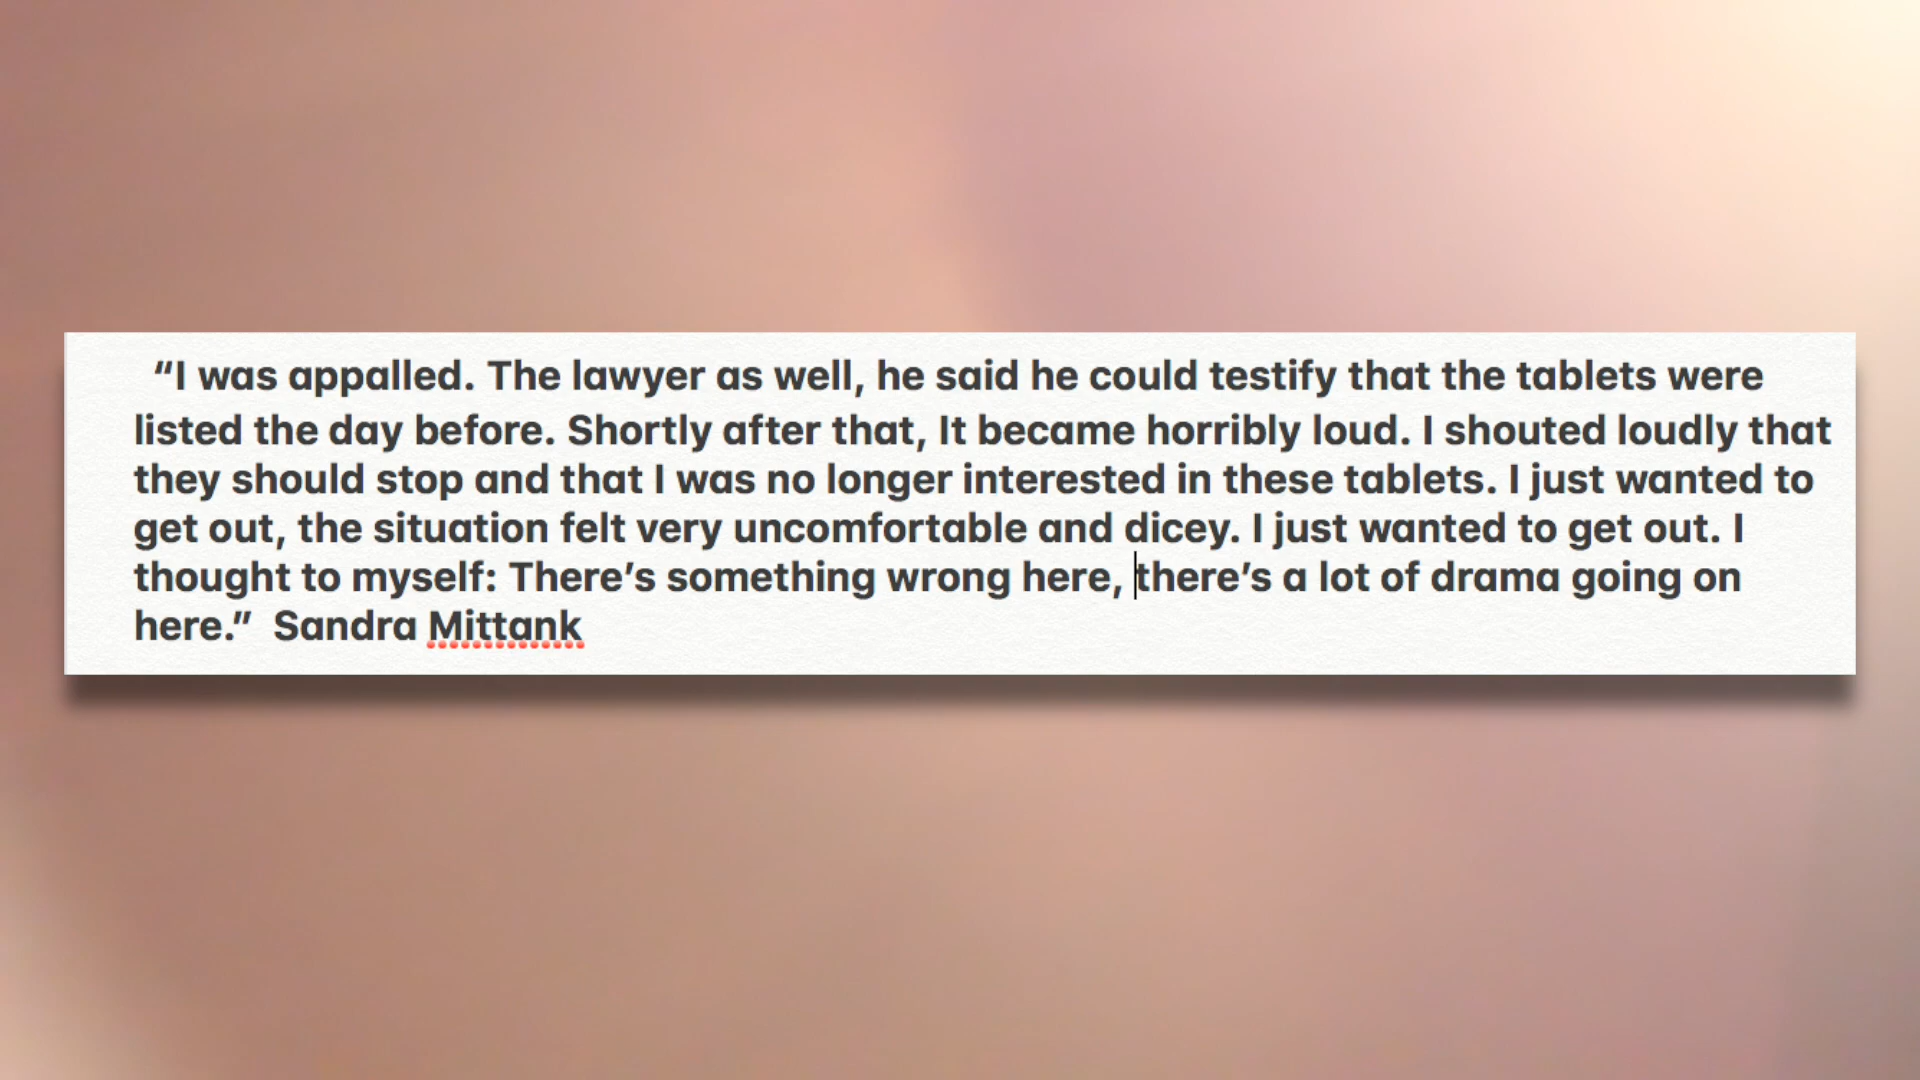 “I was appalled. The lawyer as well, he said he could testify that the tablets were
listed the day before. Shortly after that, It became horribly loud. I shouted loudly that
they should stop and that I was no longer interested in these tablets. I just wanted to
get out, the situation felt very uncomfortable and dicey. I just wanted to get out. I
thought to myself: There’s something wrong here, there’s a lot of drama going on
here.”  Sandra Mittank